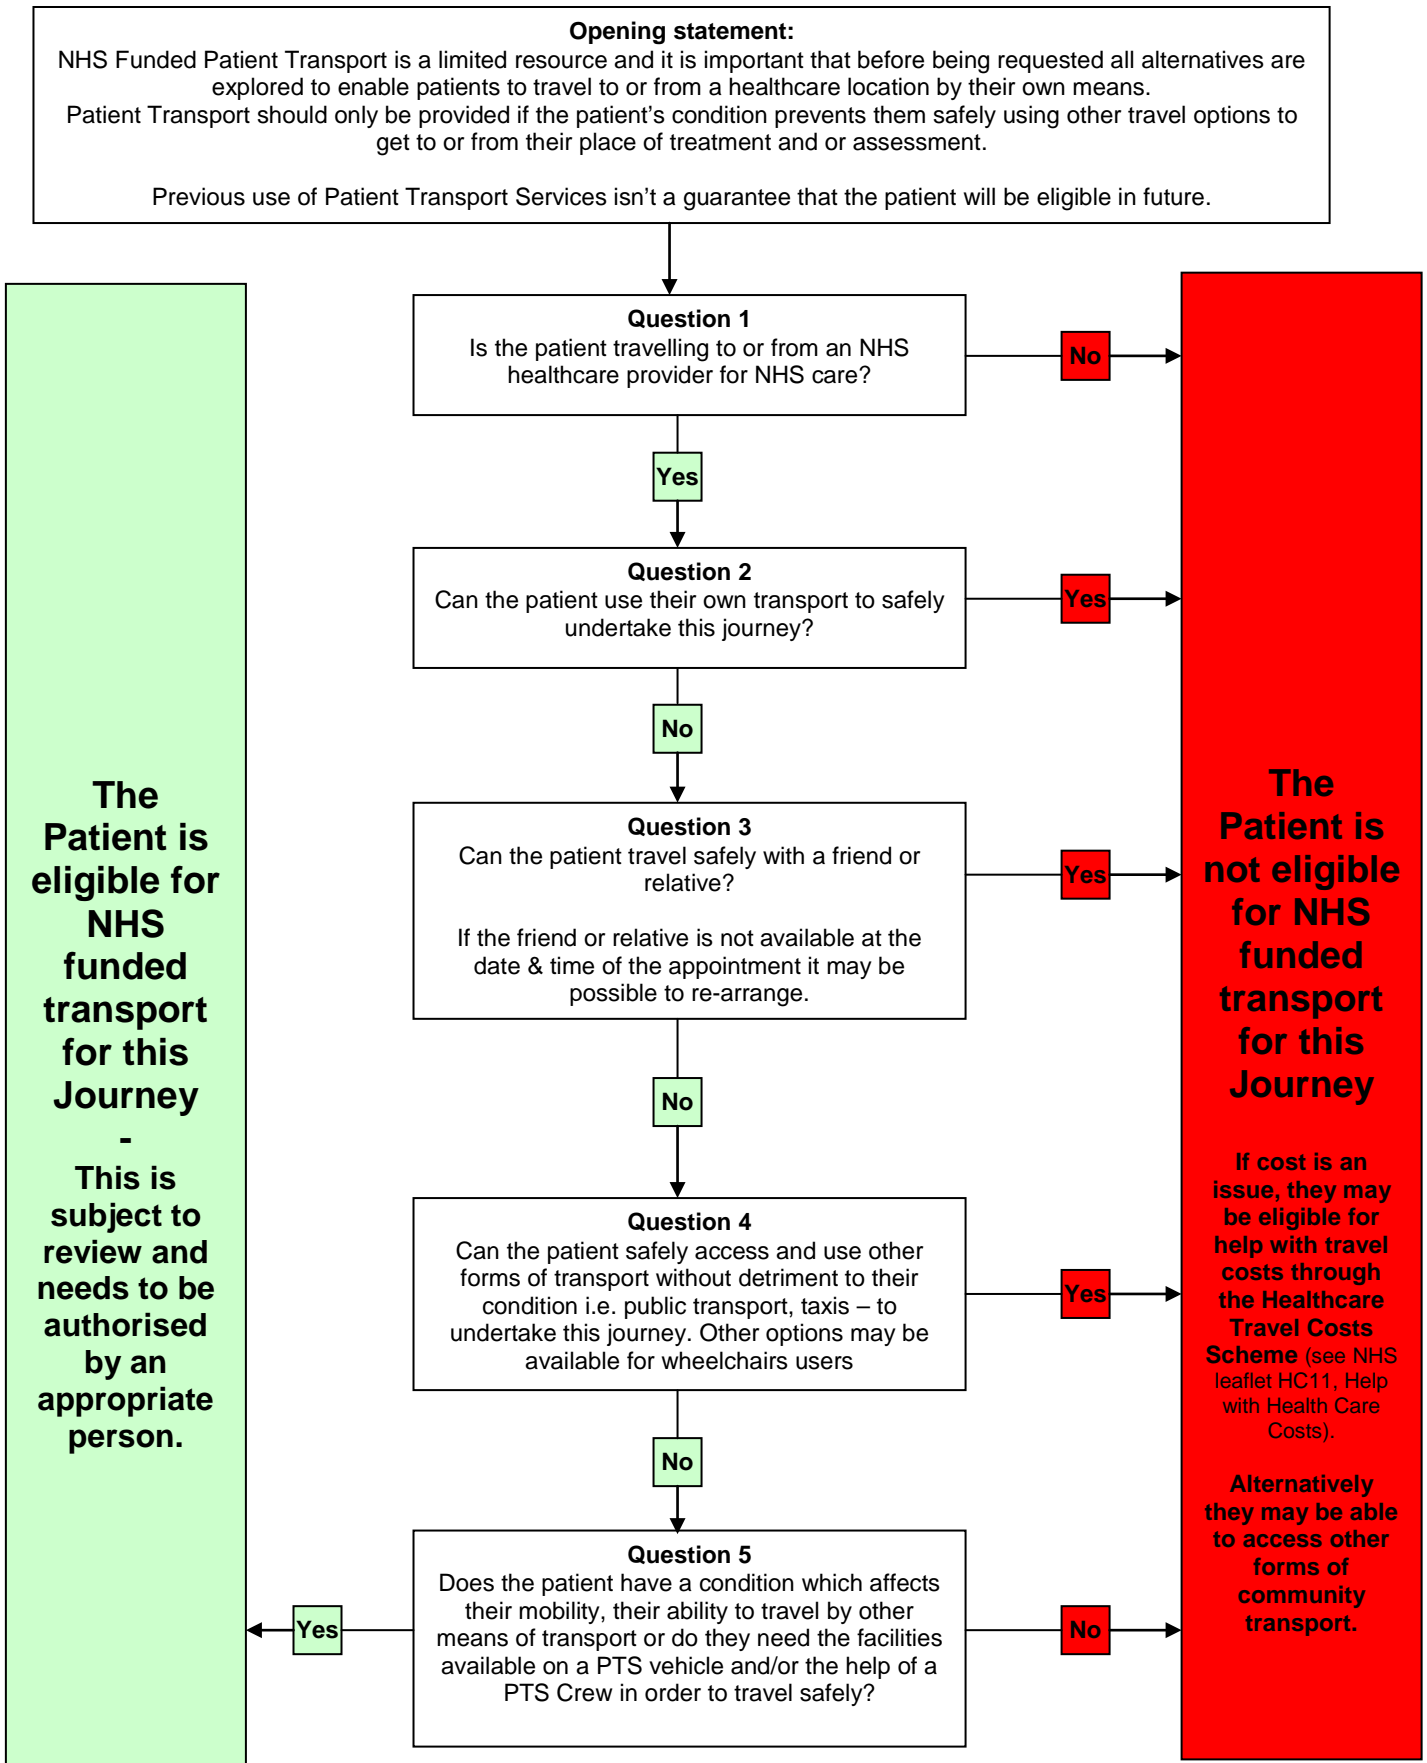 Opening statement:
NHS Funded Patient Transport is a limited resource and it is important that before being requested all alternatives are
explored to enable patients to travel to or from a healthcare location by their own means.
Patient Transport should only be provided if the patient's condition prevents them safely using other travel options to
get to or from their place of treatment and or assessment.
Previous use of Patient Transport Services isn't a guarantee that the patient will be eligible in future.
Question 1
Is the patient travelling to or from an NHS
healthcare provider for NHS care?
No
Yes
Question 2
Can the patient use their own transport to safely
undertake this journey?
Yes
No
Question 3
Can the patient travel safely with a friend or
relative?
If the friend or relative is not available at the
date & time of the appointment it may be
possible to re-arrange.
Yes
No
Question 4
Can the patient safely access and use other
forms of transport without detriment to their
condition i.e. public transport, taxis – to
undertake this journey. Other options may be
available for wheelchairs users
Yes
No
Question 5
Does the patient have a condition which affects
their mobility, their ability to travel by other
means of transport or do they need the facilities
available on a PTS vehicle and/or the help of a
PTS Crew in order to travel safely?
Yes
No
The
Patient is
eligible for
NHS
funded
transport
for this
Journey
-
This is
subject to
review and
needs to be
authorised
by an
appropriate
person.
The
Patient is
not eligible
for NHS
funded
transport
for this
Journey
If cost is an
issue, they may
be eligible for
help with travel
costs through
the Healthcare
Travel Costs
Scheme (see NHS
leaflet HC11, Help
with Health Care
Costs).
Alternatively
they may be able
to access other
forms of
community
transport.